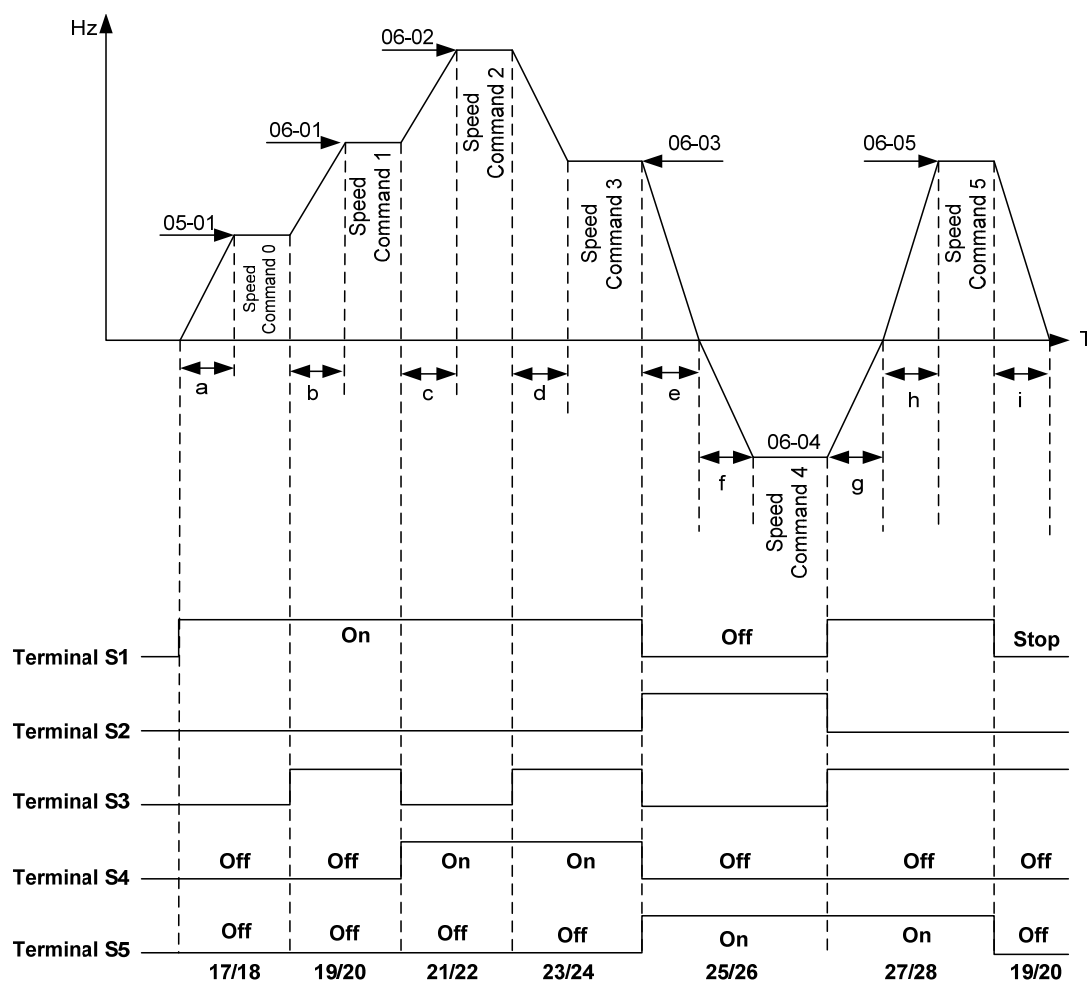 Hz
06-02
06-01
05-01
06-03
06-05
Speed
Command 0
Speed
Command 1
Speed
Command 2
Speed
Command 3
Speed
Command 5
T
a
b
c
d
e
h
i
06-04
f
g
Speed
Command 4
Terminal S1 On Off Stop
Terminal S2
Terminal S3
Terminal S4 Off Off On On Off Off Off
Terminal S5 Off Off Off Off On On Off
17/18 19/20 21/22 23/24 25/26 27/28 19/20